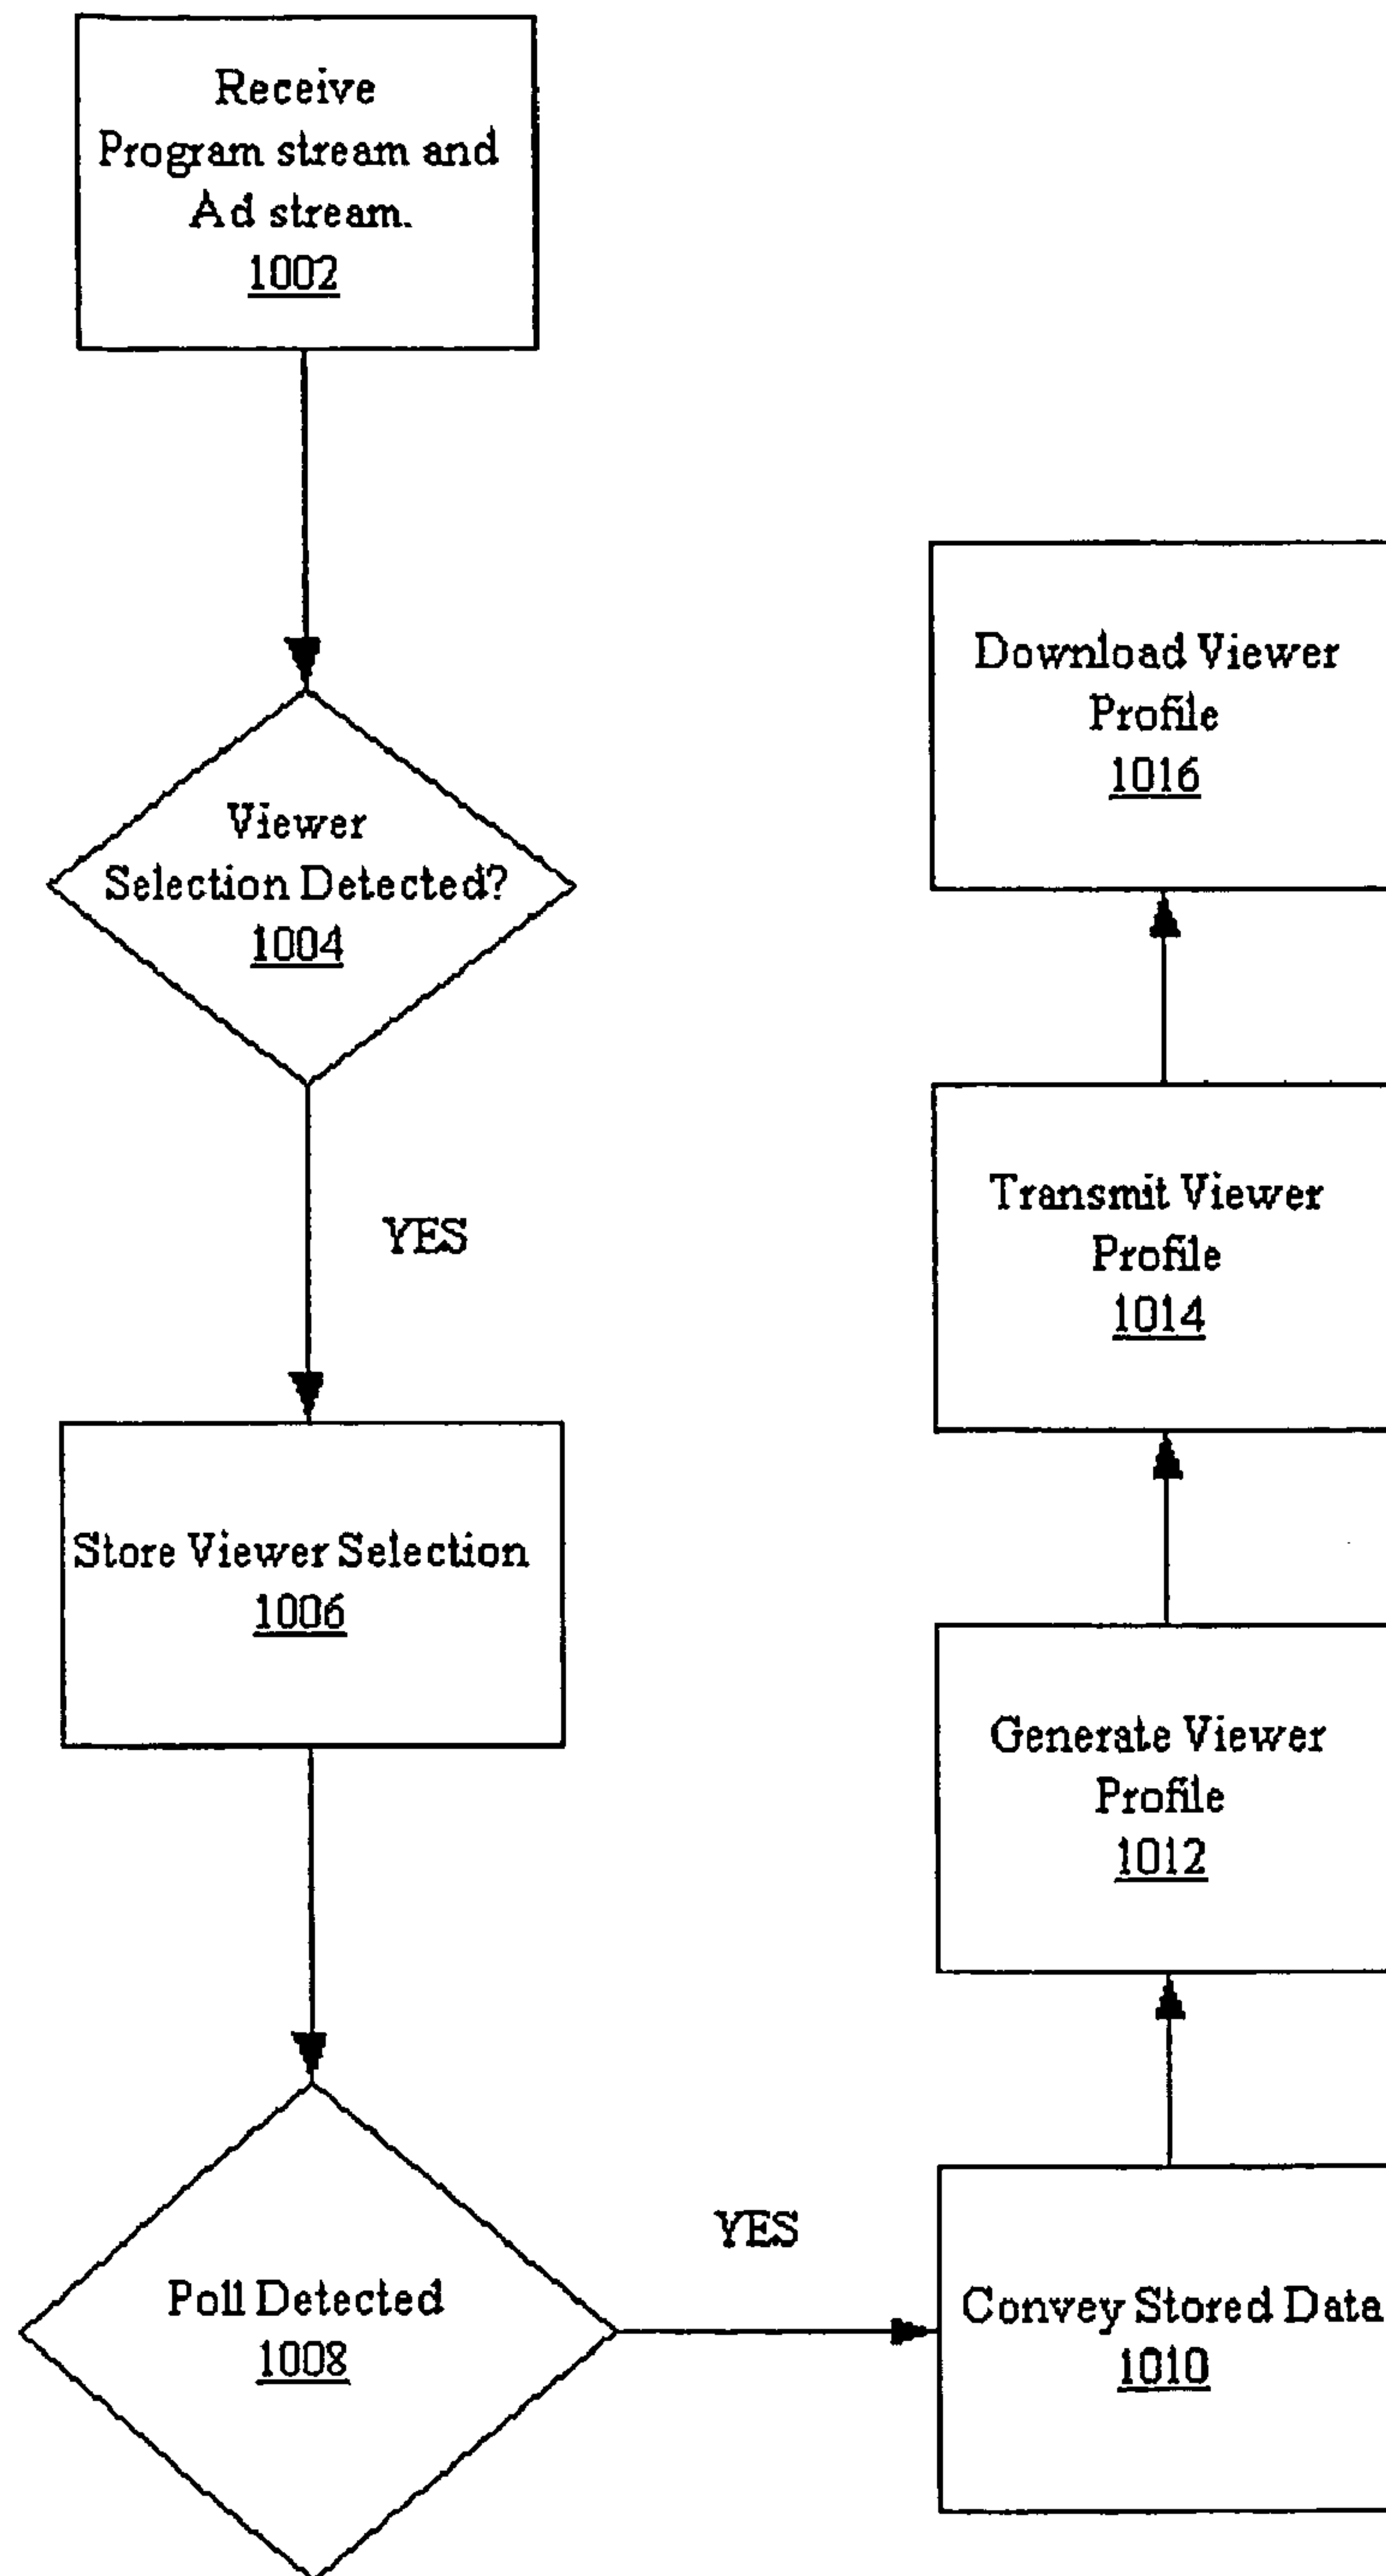 Receive
Program stream and
Ad stream.
1002
Viewer
Selection Detected?
1004
YES
Store Viewer Selection
1006
Poll Detected
1008
YES
Convey Stored Data
1010
Generate Viewer
Profile
1012
Transmit Viewer
Profile
1014
Download Viewer
Profile
1016